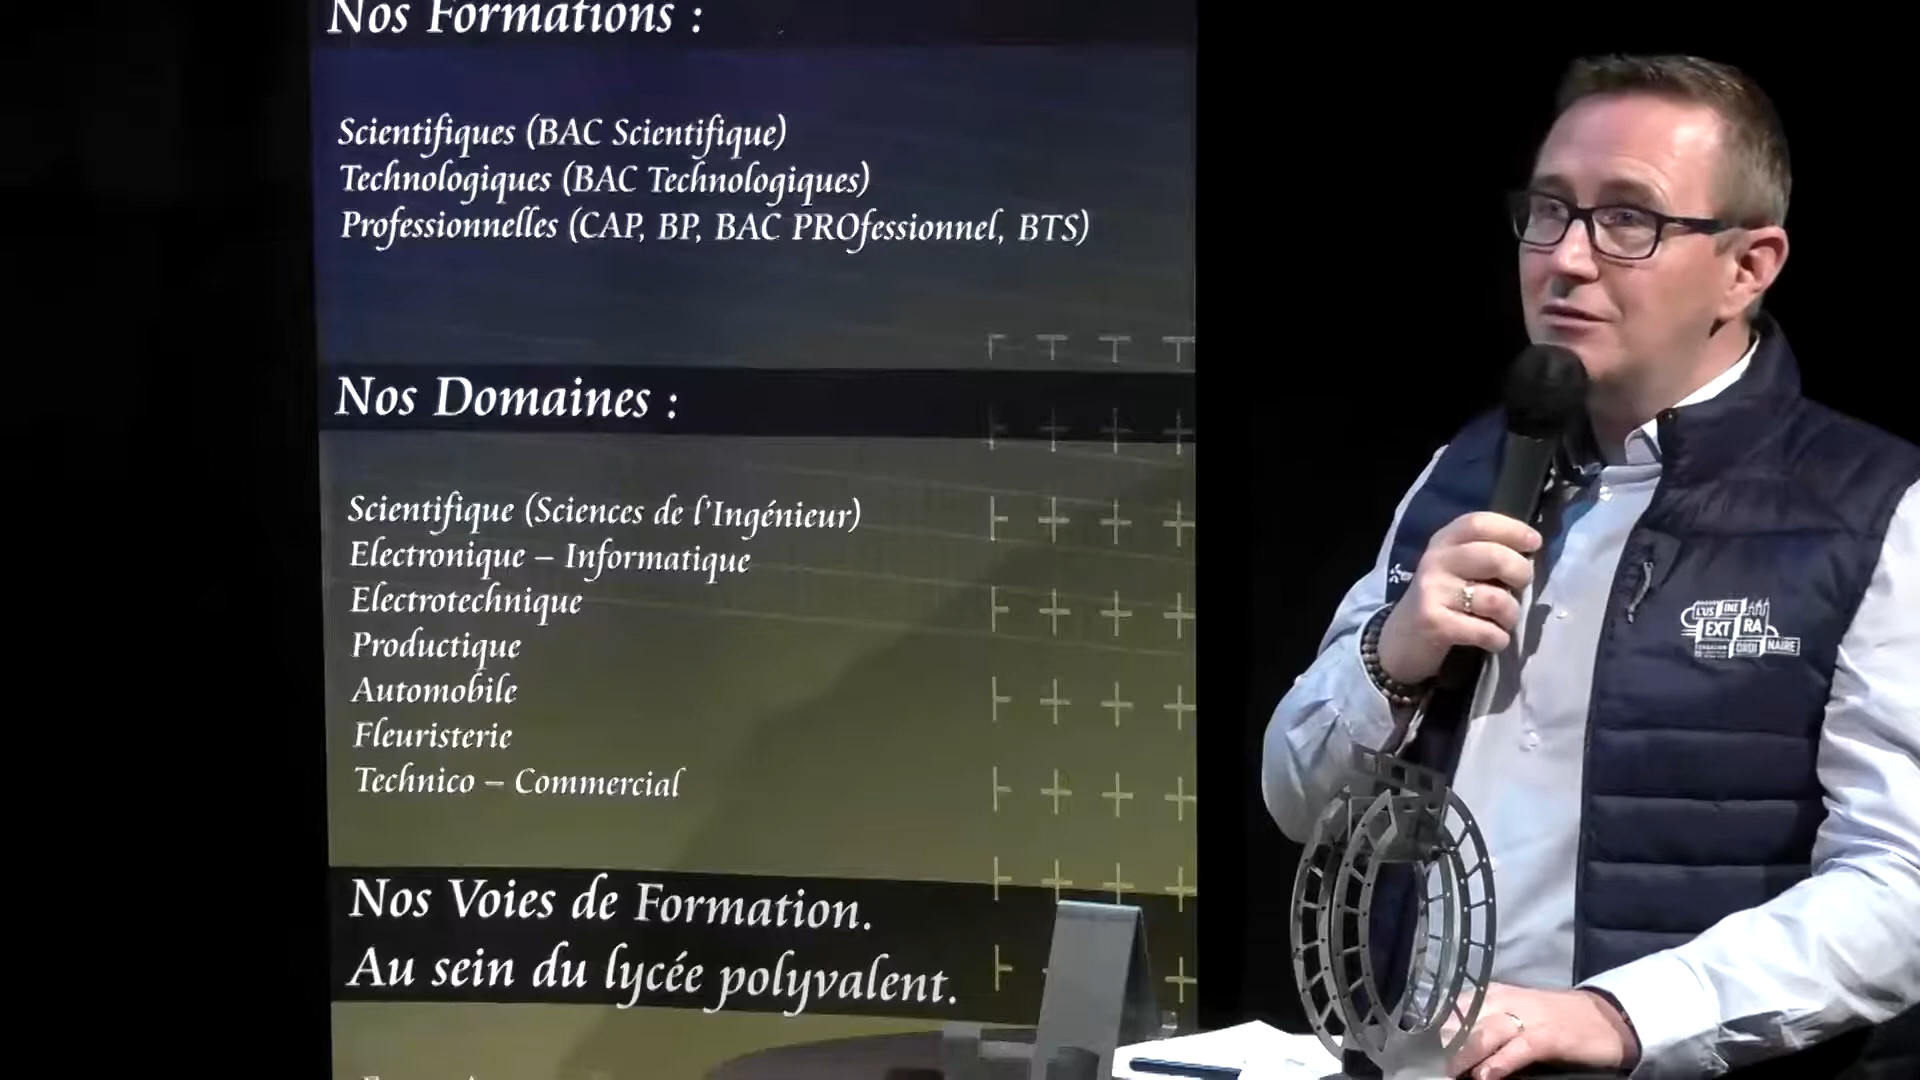 Nos Formations :
Scientifiques (BAC Scientifique)
Technologiques (BAC Technologiques)
Professionnelles (CAP, BP, BAC PROfessionnel, BTS)
Nos Domaines :
Scientifique (Sciences de l'Ingénieur)
Electronique – Informatique
Electrotechnique
Productique
Automobile
Fleuristerie
Technico – Commercial
Nos Voies de Formation.
Au sein du lycée polyvalent.
L'USINE
EXTRA
ORDINAIRE